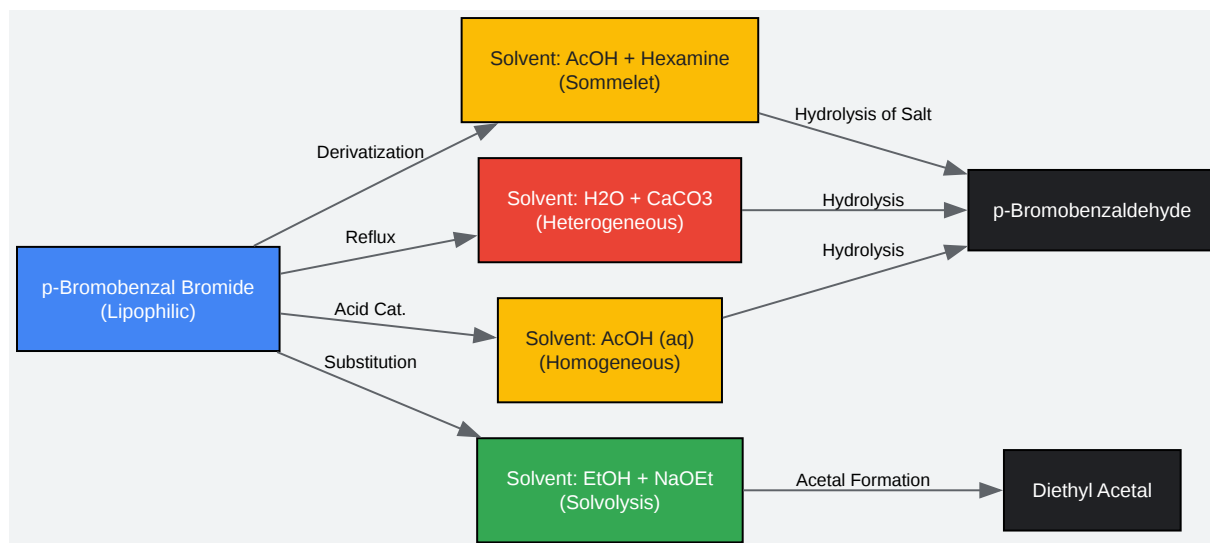 Solvent: AcOH + Hexamine
(Sommelet)
Hydrolysis of Salt
Derivatization
Solvent: H2O + CaCO3
(Heterogeneous)
Hydrolysis
p-Bromobenzaldehyde
Reflux
Hydrolysis
p-Bromobenzal Bromide
(Lipophilic)
Acid Cat.
Solvent: AcOH (aq)
(Homogeneous)
Substitution
Solvent: EtOH + NaOEt
(Solvolysis)
Acetal Formation
Diethyl Acetal